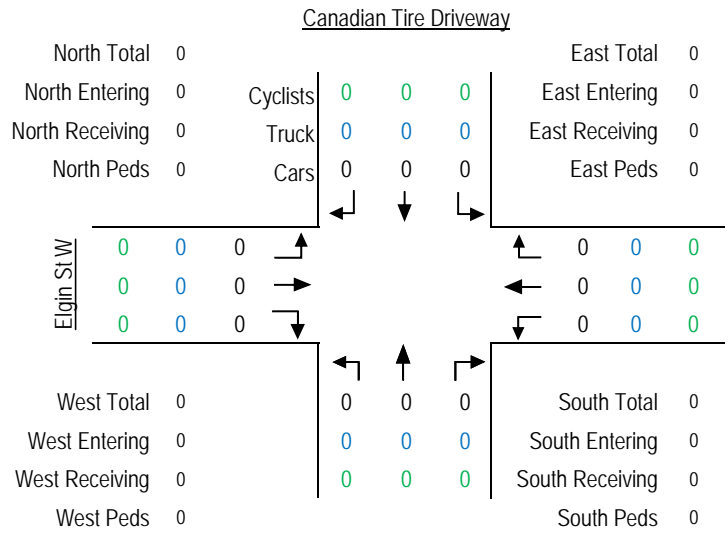 Canadian Tire Driveway
North Total 0
East Total 0
North Entering 0
Cyclists 0 0 0
East Entering 0
North Receiving 0
Truck 0 0 0
East Receiving 0
North Peds 0
Cars 0 0 0
East Peds 0
Elgin St W
0 0 0
0 0 0
0 0 0
0 0 0
0 0 0
0 0 0
West Total 0
0 0 0
South Total 0
West Entering 0
0 0 0
South Entering 0
West Receiving 0
0 0 0
South Receiving 0
West Peds 0
South Peds 0